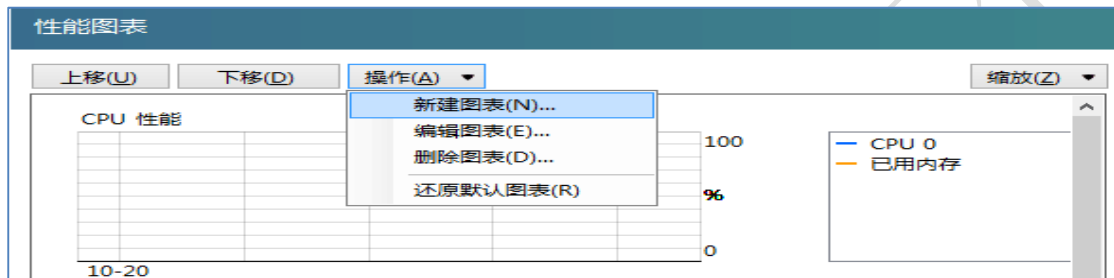 性能图表
上移(U) 下移(D) 操作(A) 缩放(Z)
新建图表(N)...
CPU 性能
编辑图表(E)...
100
CPU 0
删除图表(D)...
已用内存
还原默认图表(R)
%
0
10-20